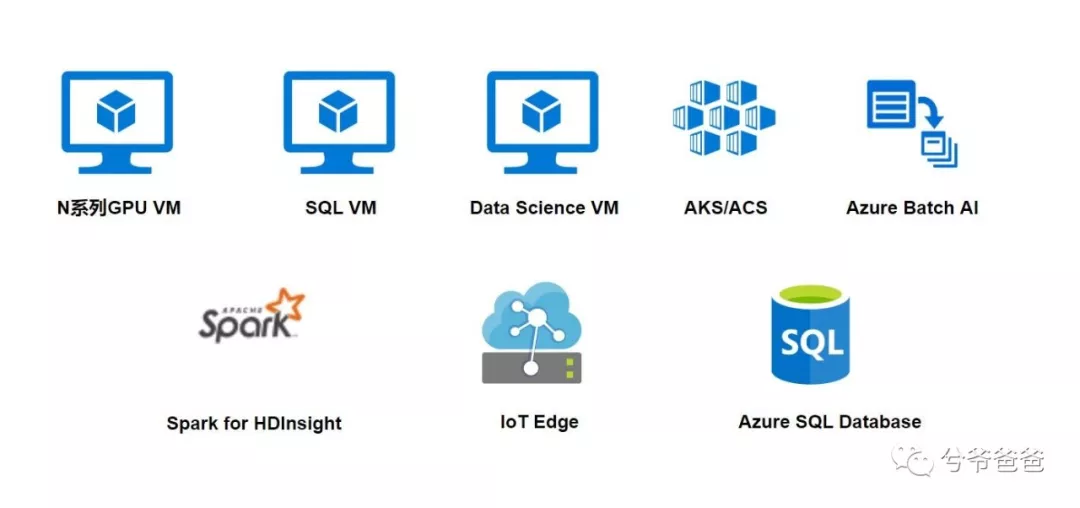 N系列GPU VM
SQL VM
Data Science VM
AKS/ACS
Azure Batch AI
APACHE
Spark
Spark for HDInsight
IoT Edge
SQL
Azure SQL Database
兮爷爸爸